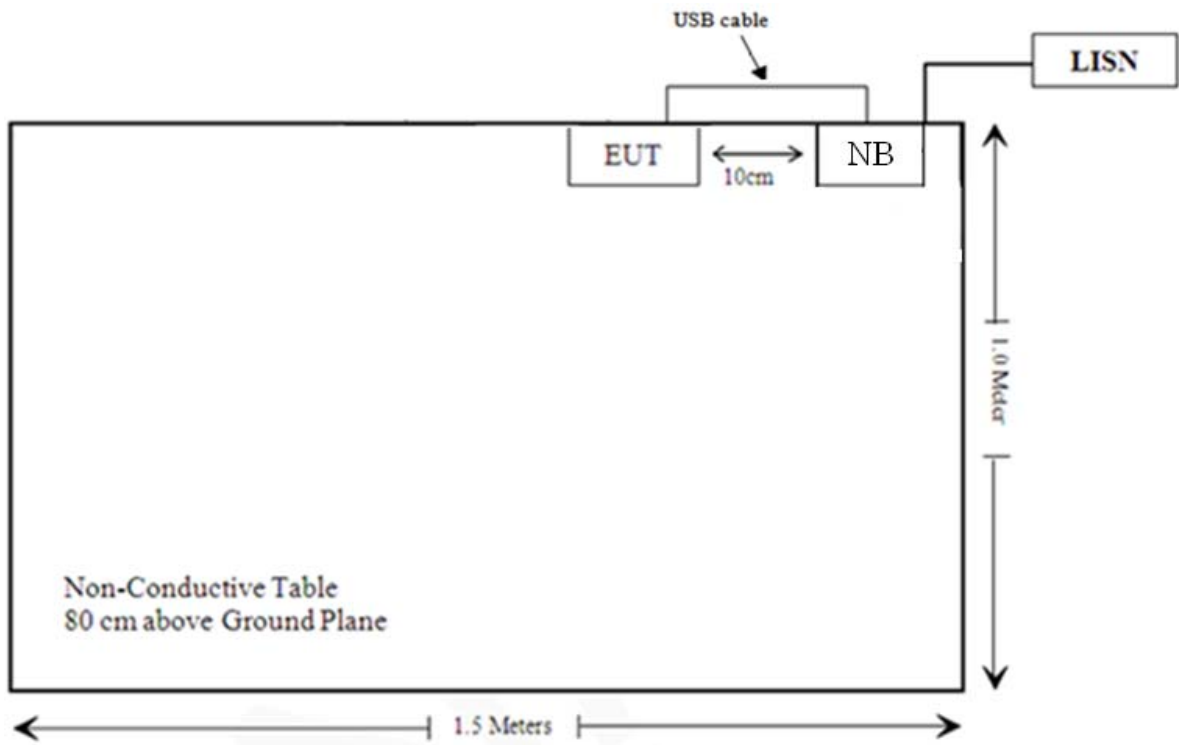 USB cable
LISN
EUT
10cm
NB
1.0 Meter
Non-Conductive Table
80 cm above Ground Plane
1.5 Meters